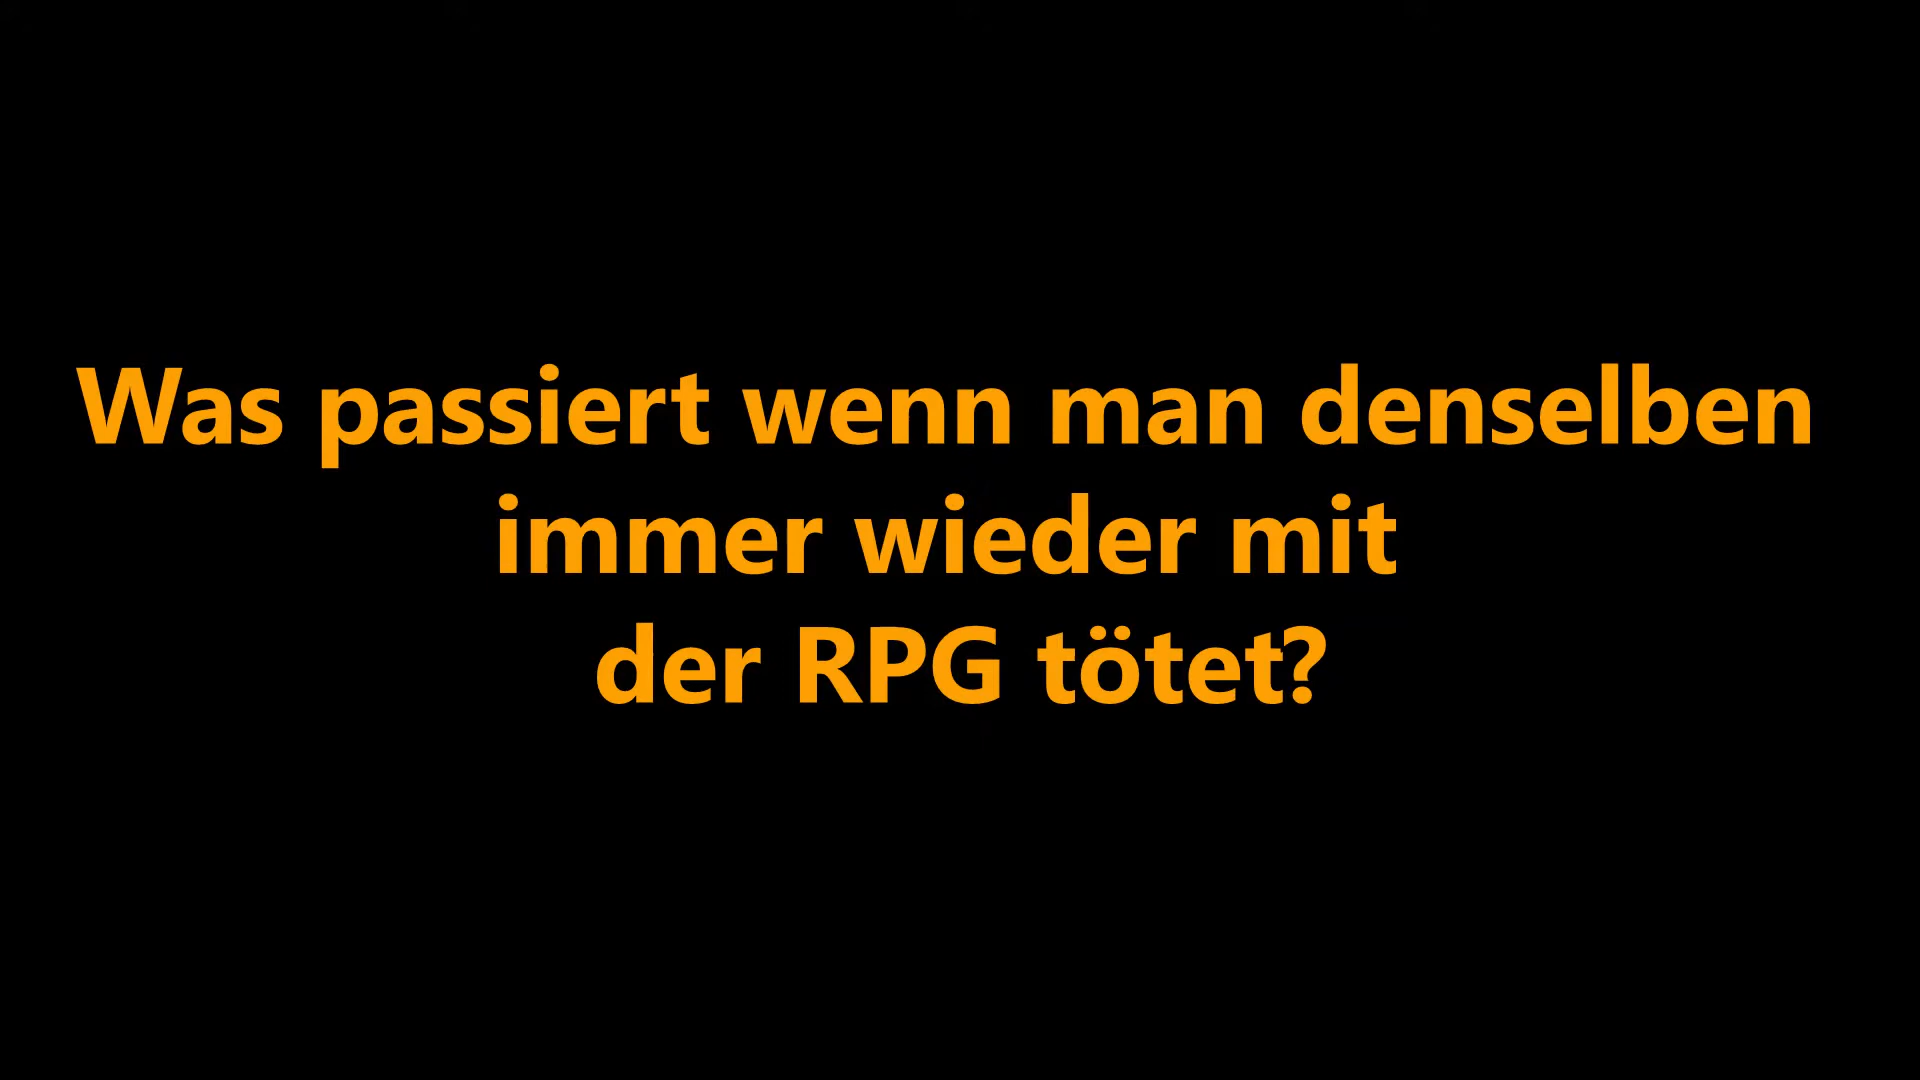 Was passiert wenn man denselben
immer wieder mit
der RPG tötet?